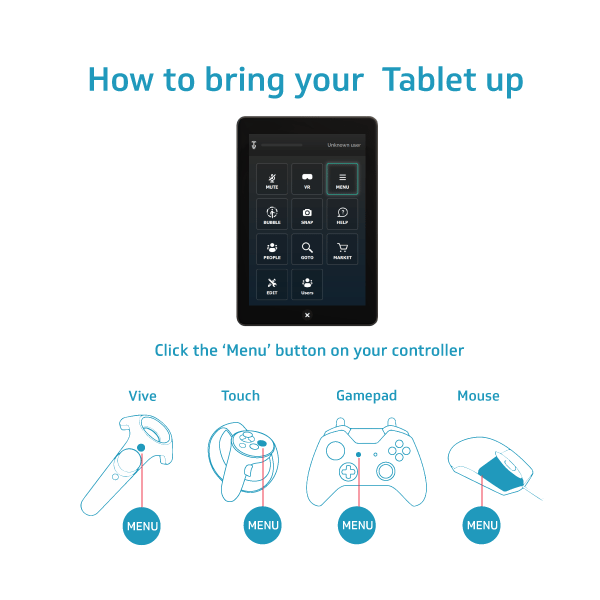 How to bring your Tablet up
Unknown user
MUTE VR MENU
BUBBLE SNAP HELP
PEOPLE GOTO MARKET
EDIT Users
Click the ‘Menu’ button on your controller
Vive Touch Gamepad Mouse
MENU MENU MENU MENU